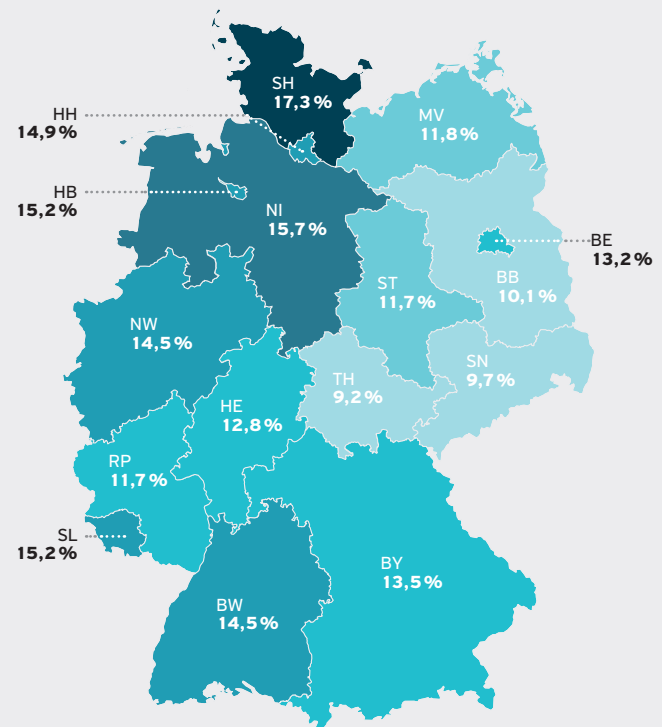 SH
17,3 %
HH
14,9 %
MV
11,8 %
HB
15,2 %
NI
15,7 %
BE
13,2 %
BB
10,1 %
ST
11,7 %
NW
14,5 %
SN
9,7 %
TH
9,2 %
HE
12,8 %
RP
11,7 %
SL
15,2 %
BY
13,5 %
BW
14,5 %